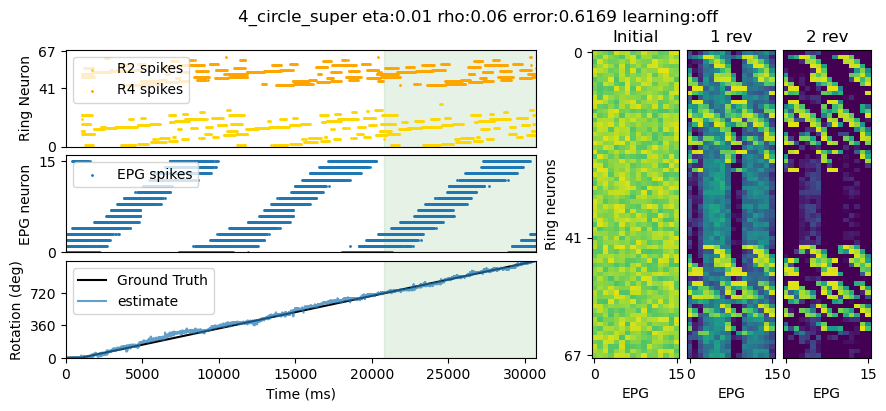 4_circle_super eta:0.01 rho:0.06 error:0.6169 learning:off
Ring Neuron
67
41
0
R2 spikes
R4 spikes
EPG neuron
15
0
EPG spikes
Rotation (deg)
720
360
0
Ground Truth
estimate
0 5000 10000 15000 20000 25000 30000
Time (ms)
Initial 1 rev 2 rev
Ring neurons
0
41
67
0 15 0 15 0 15
EPG EPG EPG